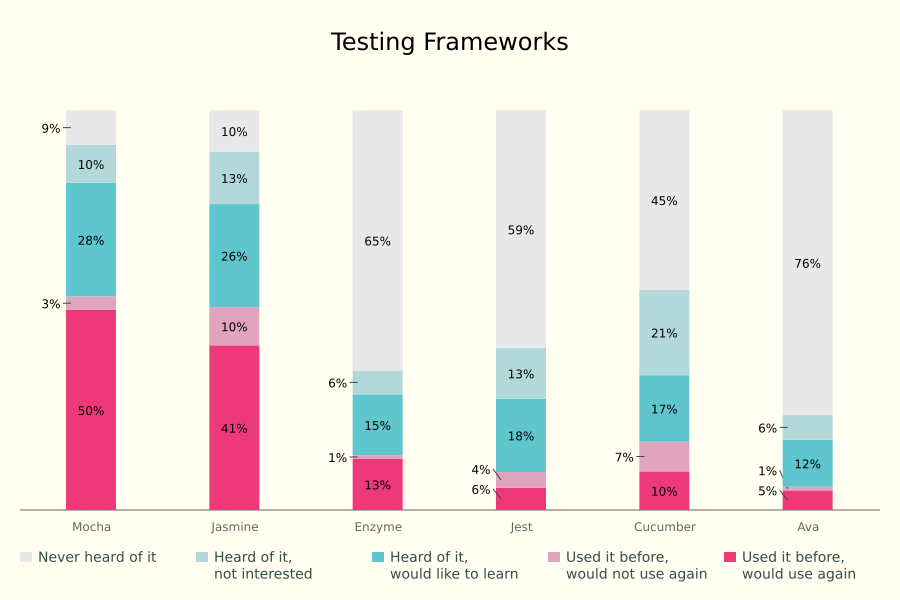 Testing Frameworks
9%
10%
28%
3%
50%
10%
13%
26%
10%
41%
65%
6%
15%
1%
13%
59%
13%
18%
4%
6%
45%
21%
17%
7%
10%
76%
6%
12%
1%
5%
Mocha
Jasmine
Enzyme
Jest
Cucumber
Ava
Never heard of it
Heard of it,
not interested
Heard of it,
would like to learn
Used it before,
would not use again
Used it before,
would use again